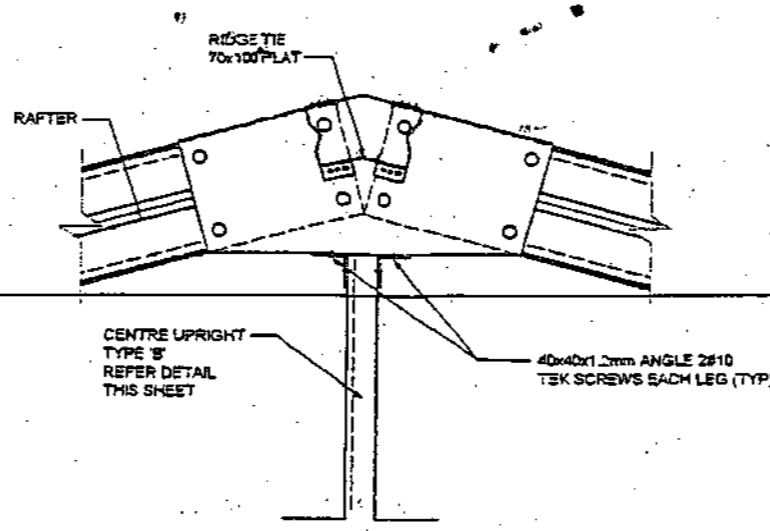 RIDGE TIE
70x100 PLAT
RAFTER
CENTRE UPRIGHT
TYPE 'B'
REFER DETAIL
THIS SHEET
40x40x1.2mm ANGLE 2#10
TEK SCREWS EACH LEG (TYP)